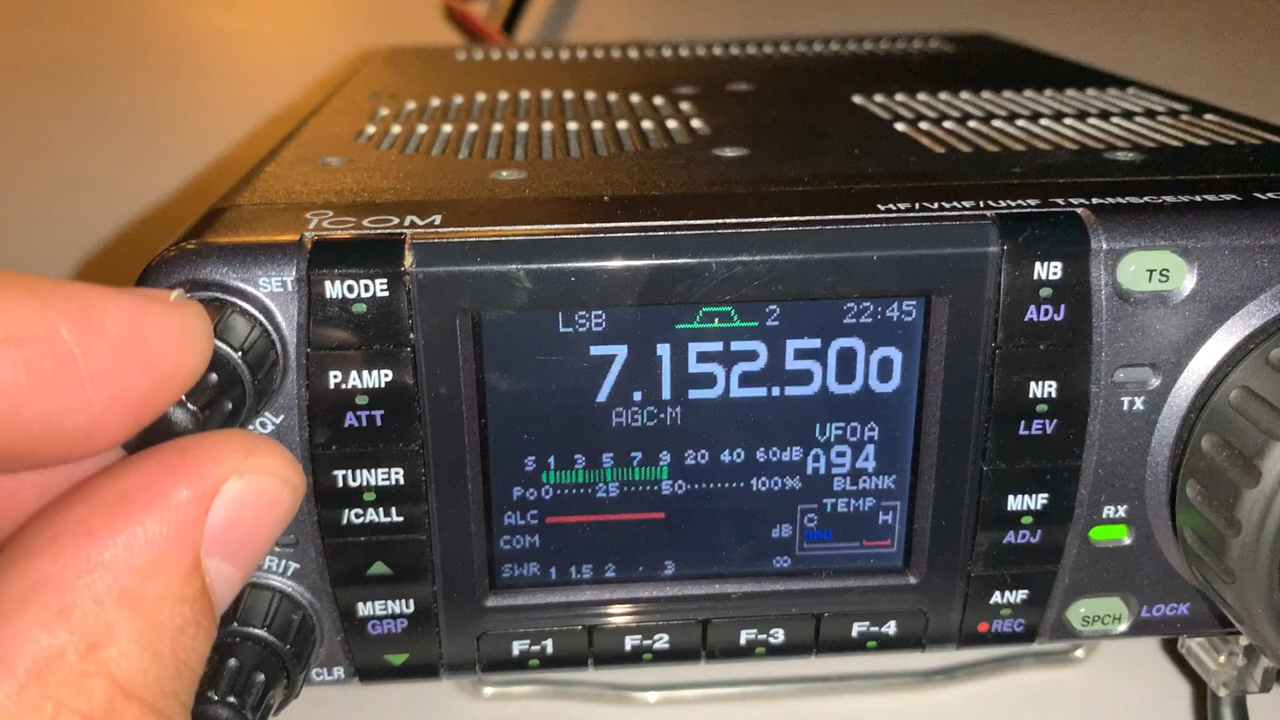 ICOM
HF/VHF/UHF TRANSCEIVER
SET
MODE
P.AMP
ATT
TUNER
/CALL
MENU
GRP
CLR
LSB
2
22:45
7.152.50o
AGC-M
VFOA
A94
BLANK
S 1 3 5 7 9 20 40 60dB
Po 0 25 50 100%
ALC
COM
dB
SWR 1 1.5 2 3 ∞
TEMP
C H
F-1
F-2
F-3
F-4
NB
ADJ
NR
LEV
MNF
ADJ
ANF
REC
TS
TX
RX
SPCH
LOCK